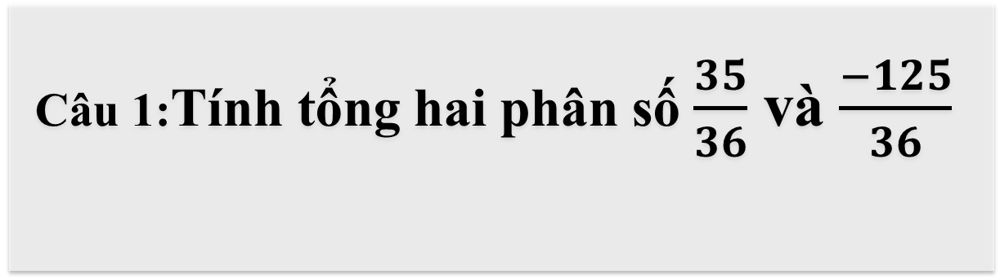 Câu 1:Tính tổng hai phân số 35/36 và −125/36